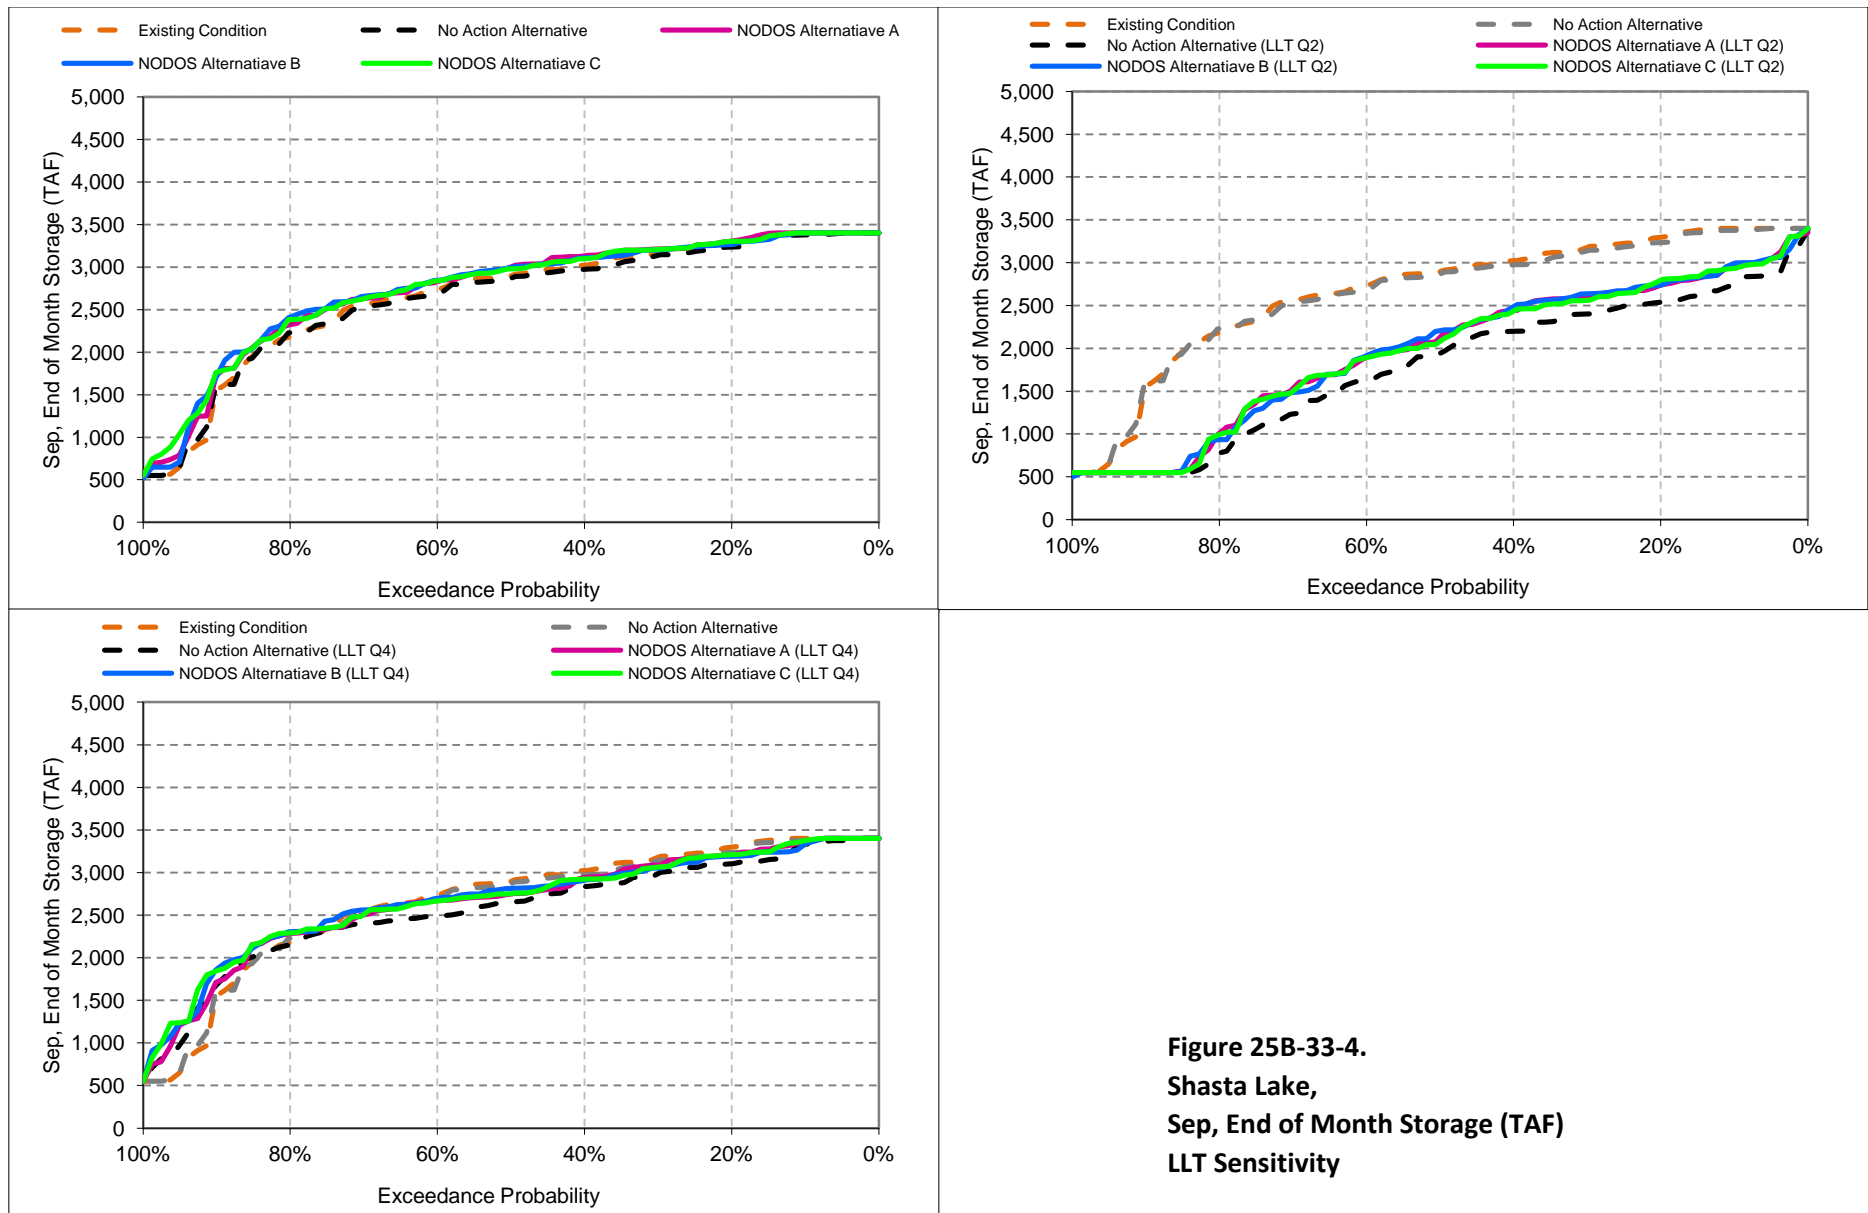 Existing Condition
No Action Alternative
NODOS Alternatiave A
NODOS Alternatiave B
NODOS Alternatiave C
Sep, End of Month Storage (TAF)
5,000
4,500
4,000
3,500
3,000
2,500
2,000
1,500
1,000
500
0
100% 80% 60% 40% 20% 0%
Exceedance Probability
Existing Condition
No Action Alternative
No Action Alternative (LLT Q2)
NODOS Alternatiave A (LLT Q2)
NODOS Alternatiave B (LLT Q2)
NODOS Alternatiave C (LLT Q2)
Sep, End of Month Storage (TAF)
5,000
4,500
4,000
3,500
3,000
2,500
2,000
1,500
1,000
500
0
100% 80% 60% 40% 20% 0%
Exceedance Probability
Existing Condition
No Action Alternative
No Action Alternative (LLT Q4)
NODOS Alternatiave A (LLT Q4)
NODOS Alternatiave B (LLT Q4)
NODOS Alternatiave C (LLT Q4)
Sep, End of Month Storage (TAF)
5,000
4,500
4,000
3,500
3,000
2,500
2,000
1,500
1,000
500
0
100% 80% 60% 40% 20% 0%
Exceedance Probability
Figure 25B-33-4.
Shasta Lake,
Sep, End of Month Storage (TAF)
LLT Sensitivity